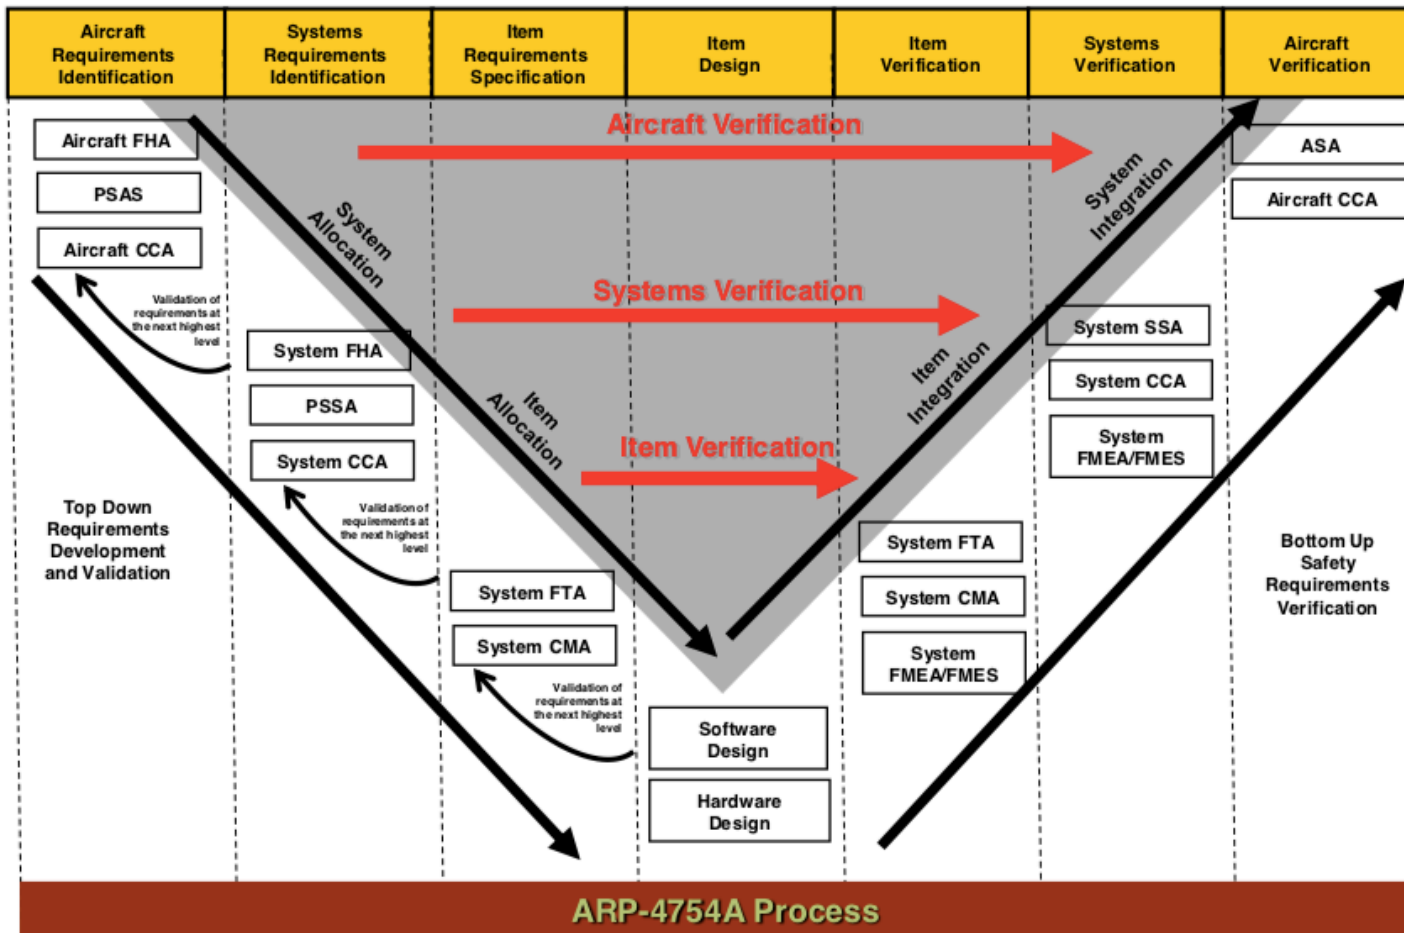 Aircraft
Requirements
Identification
Systems
Requirements
Identification
Item
Requirements
Specification
Item
Design
Item
Verification
Systems
Verification
Aircraft
Verification
Aircraft FHA
PSAS
Aircraft CCA
Validation of
requirements at
the next highest
level
System FHA
PSSA
System CCA
Validation of
requirements at
the next highest
level
System FTA
System CMA
Validation of
requirements at
the next highest
level
Software
Design
Hardware
Design
Top Down
Requirements
Development
and Validation
System
Allocation
Item
Allocation
Aircraft Verification
Systems Verification
Item Verification
Item
Integration
System
Integration
System FTA
System CMA
System
FMEA/FMES
System SSA
System CCA
System
FMEA/FMES
ASA
Aircraft CCA
Bottom Up
Safety
Requirements
Verification
ARP-4754A Process